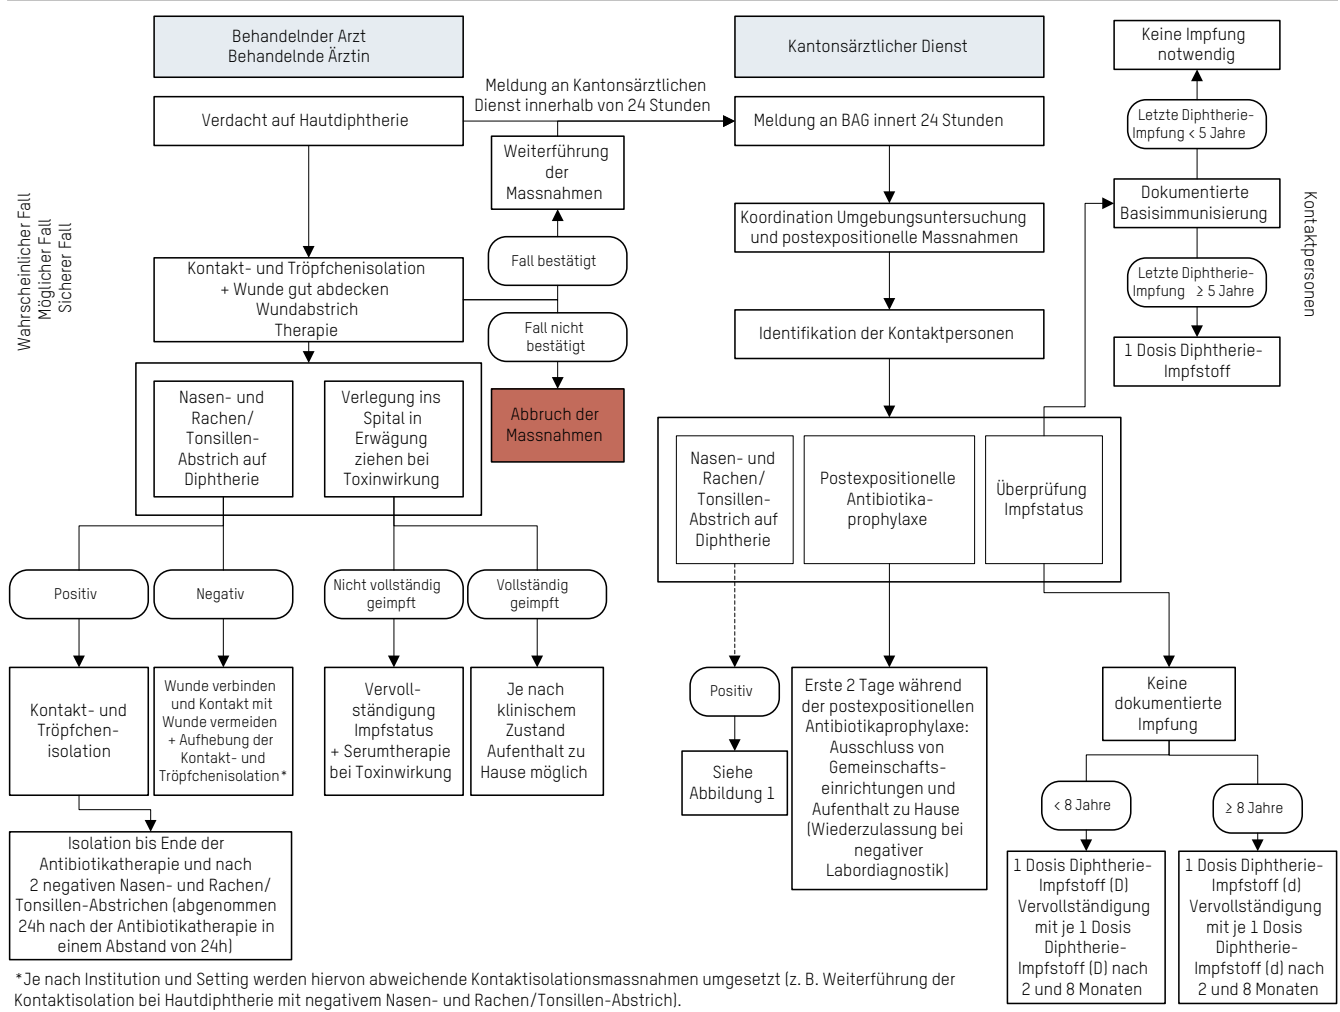 Behandelnder Arzt
Behandelnde Ärztin
Kantonsärztlicher Dienst
Keine Impfung
notwendig
Meldung an Kantonsärztlichen
Dienst innerhalb von 24 Stunden
Verdacht auf Hautdiphtherie
Meldung an BAG innert 24 Stunden
Letzte Diphtherie-
Impfung < 5 Jahre
Weiterführung
der
Massnahmen
Dokumentierte
Basisimmunisierung
Wahrscheinlicher Fall
Möglicher Fall
Sicherer Fall
Kontaktpersonen
Koordination Umgebungsuntersuchung
und postexpositionelle Massnahmen
Fall bestätigt
Letzte Diphtherie-
Impfung ≥ 5 Jahre
Kontakt- und Tröpfchenisolation
+ Wunde gut abdecken
Wundabstrich
Therapie
Fall nicht
bestätigt
Identifikation der Kontaktpersonen
1 Dosis Diphtherie-
Impfstoff
Nasen- und
Rachen/
Tonsillen-
Abstrich auf
Diphtherie
Verlegung ins
Spital in
Erwägung
ziehen bei
Toxinwirkung
Abbruch der
Massnahmen
Nasen- und
Rachen/
Tonsillen-
Abstrich auf
Diphtherie
Postexpositionelle
Antibiotika-
prophylaxe
Überprüfung
Impfstatus
Positiv
Negativ
Nicht vollständig
geimpft
Vollständig
geimpft
Kontakt- und
Tröpfchen-
isolation
Wunde verbinden
und Kontakt mit
Wunde vermeiden
+ Aufhebung der
Kontakt- und
Tröpfchenisolation*
Vervoll-
ständigung
Impfstatus
+ Serumtherapie
bei Toxinwirkung
Je nach
klinischem
Zustand
Aufenthalt zu
Hause möglich
Positiv
Siehe
Abbildung 1
Erste 2 Tage während
der postexpositionellen
Antibiotikaprophylaxe:
Ausschluss von
Gemeinschafts-
einrichtungen und
Aufenthalt zu Hause
(Wiederzulassung bei
negativer
Labordiagnostik)
Keine
dokumentierte
Impfung
< 8 Jahre
≥ 8 Jahre
Isolation bis Ende der
Antibiotikatherapie und nach
2 negativen Nasen- und Rachen/
Tonsillen-Abstrichen (abgenommen
24h nach der Antibiotikatherapie in
einem Abstand von 24h)
1 Dosis Diphtherie-
Impfstoff (D)
Vervollständigung
mit je 1 Dosis
Diphtherie-
Impfstoff (D) nach
2 und 8 Monaten
1 Dosis Diphtherie-
Impfstoff (d)
Vervollständigung
mit je 1 Dosis
Diphtherie-
Impfstoff (d) nach
2 und 8 Monaten
*Je nach Institution und Setting werden hiervon abweichende Kontaktisolationsmassnahmen umgesetzt (z. B. Weiterführung der
Kontaktisolation bei Hautdiphtherie mit negativem Nasen- und Rachen/Tonsillen-Abstrich).